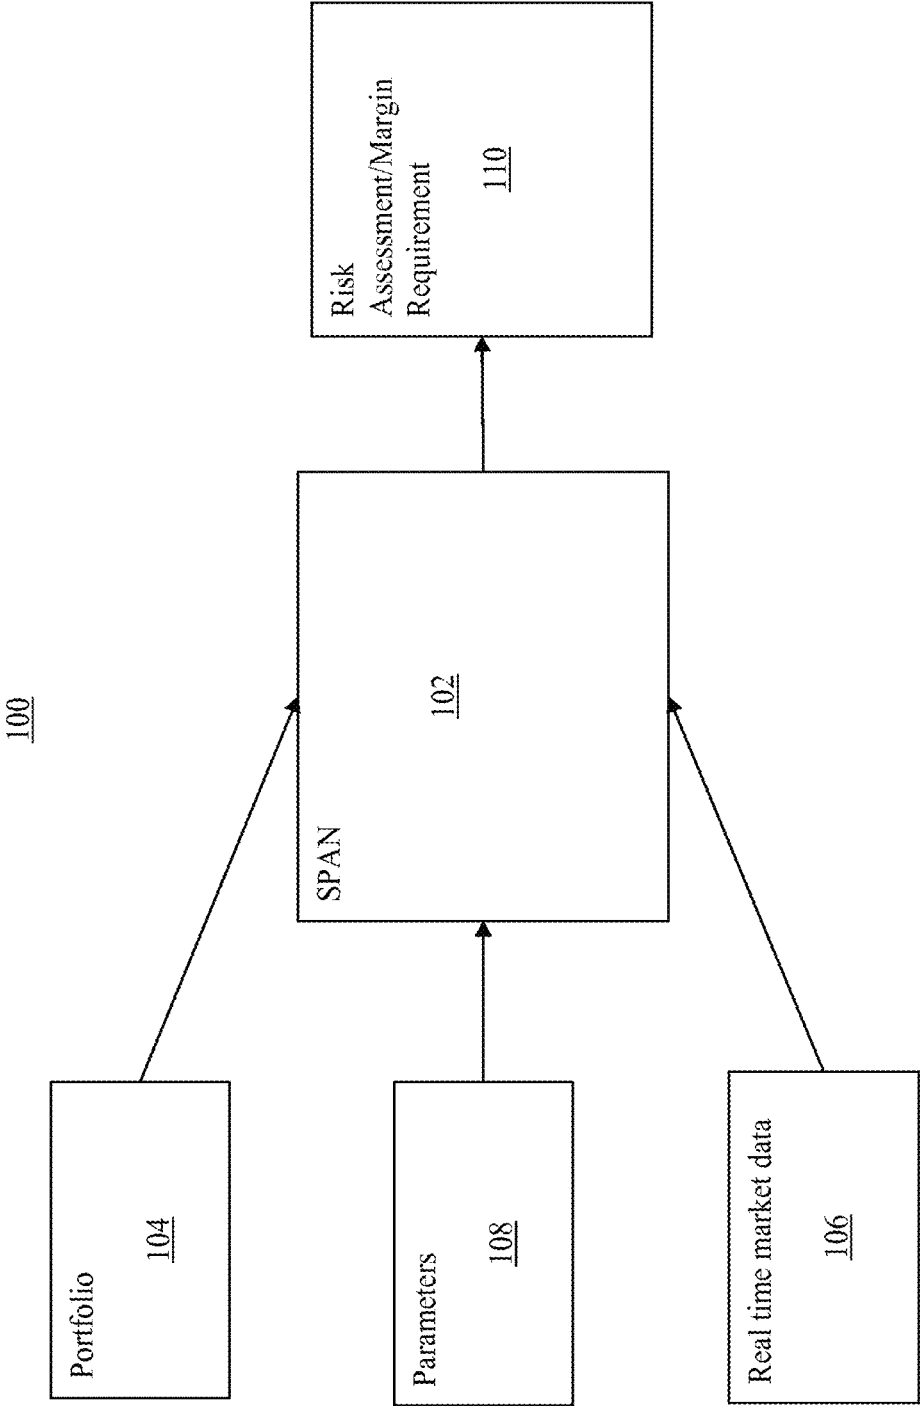 100
Portfolio
104
Parameters
108
Real time market data
106
SPAN
102
Risk
Assessment/Margin
Requirement
110